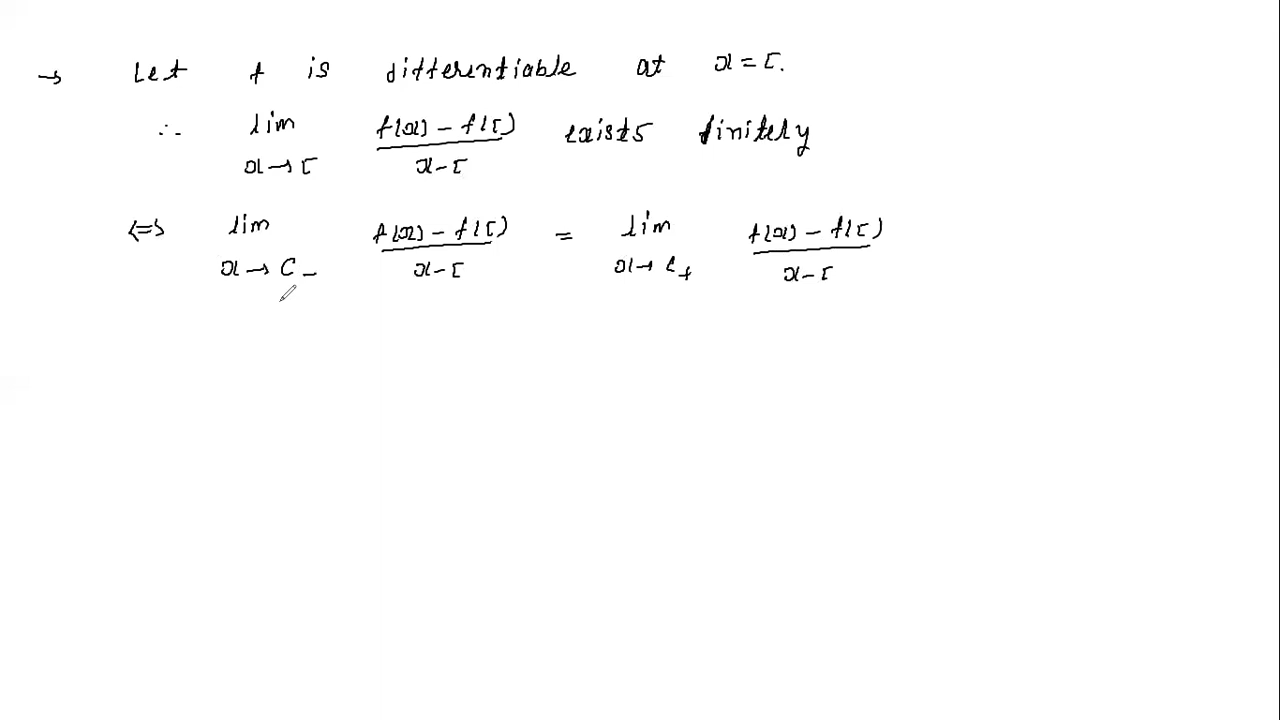 → Let f is differentiable at x = c.
∴ lim x→c (f(x) - f(c)) / (x - c) exists finitely
⇔ lim x→c- (f(x) - f(c)) / (x - c) = lim x→c+ (f(x) - f(c)) / (x - c)